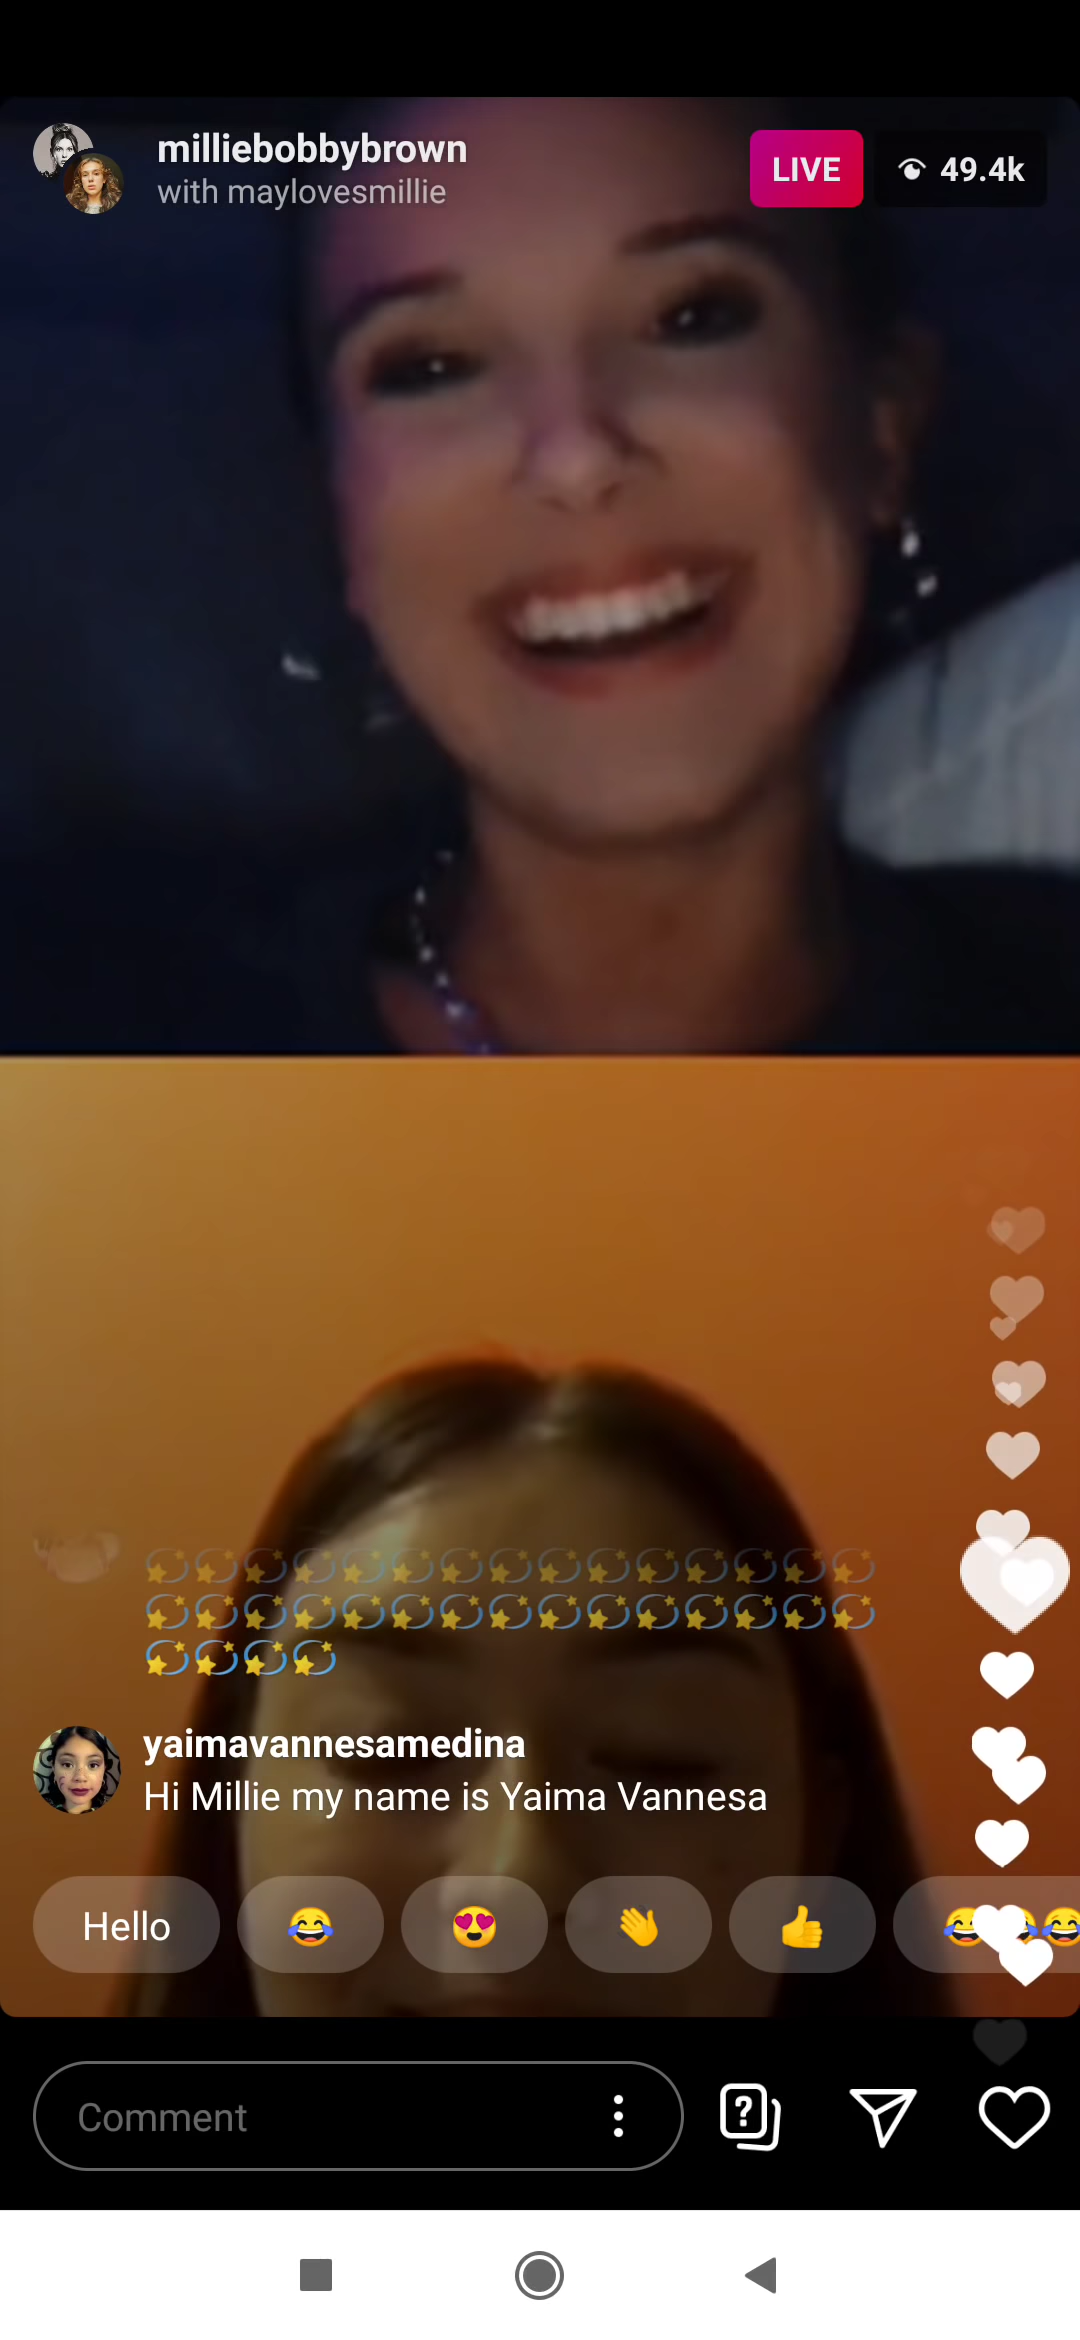 milliebobbybrown
with maylovesmillie
LIVE
49.4k
yaimavannesamedina
Hi Millie my name is Yaima Vannesa
Hello
Comment
?